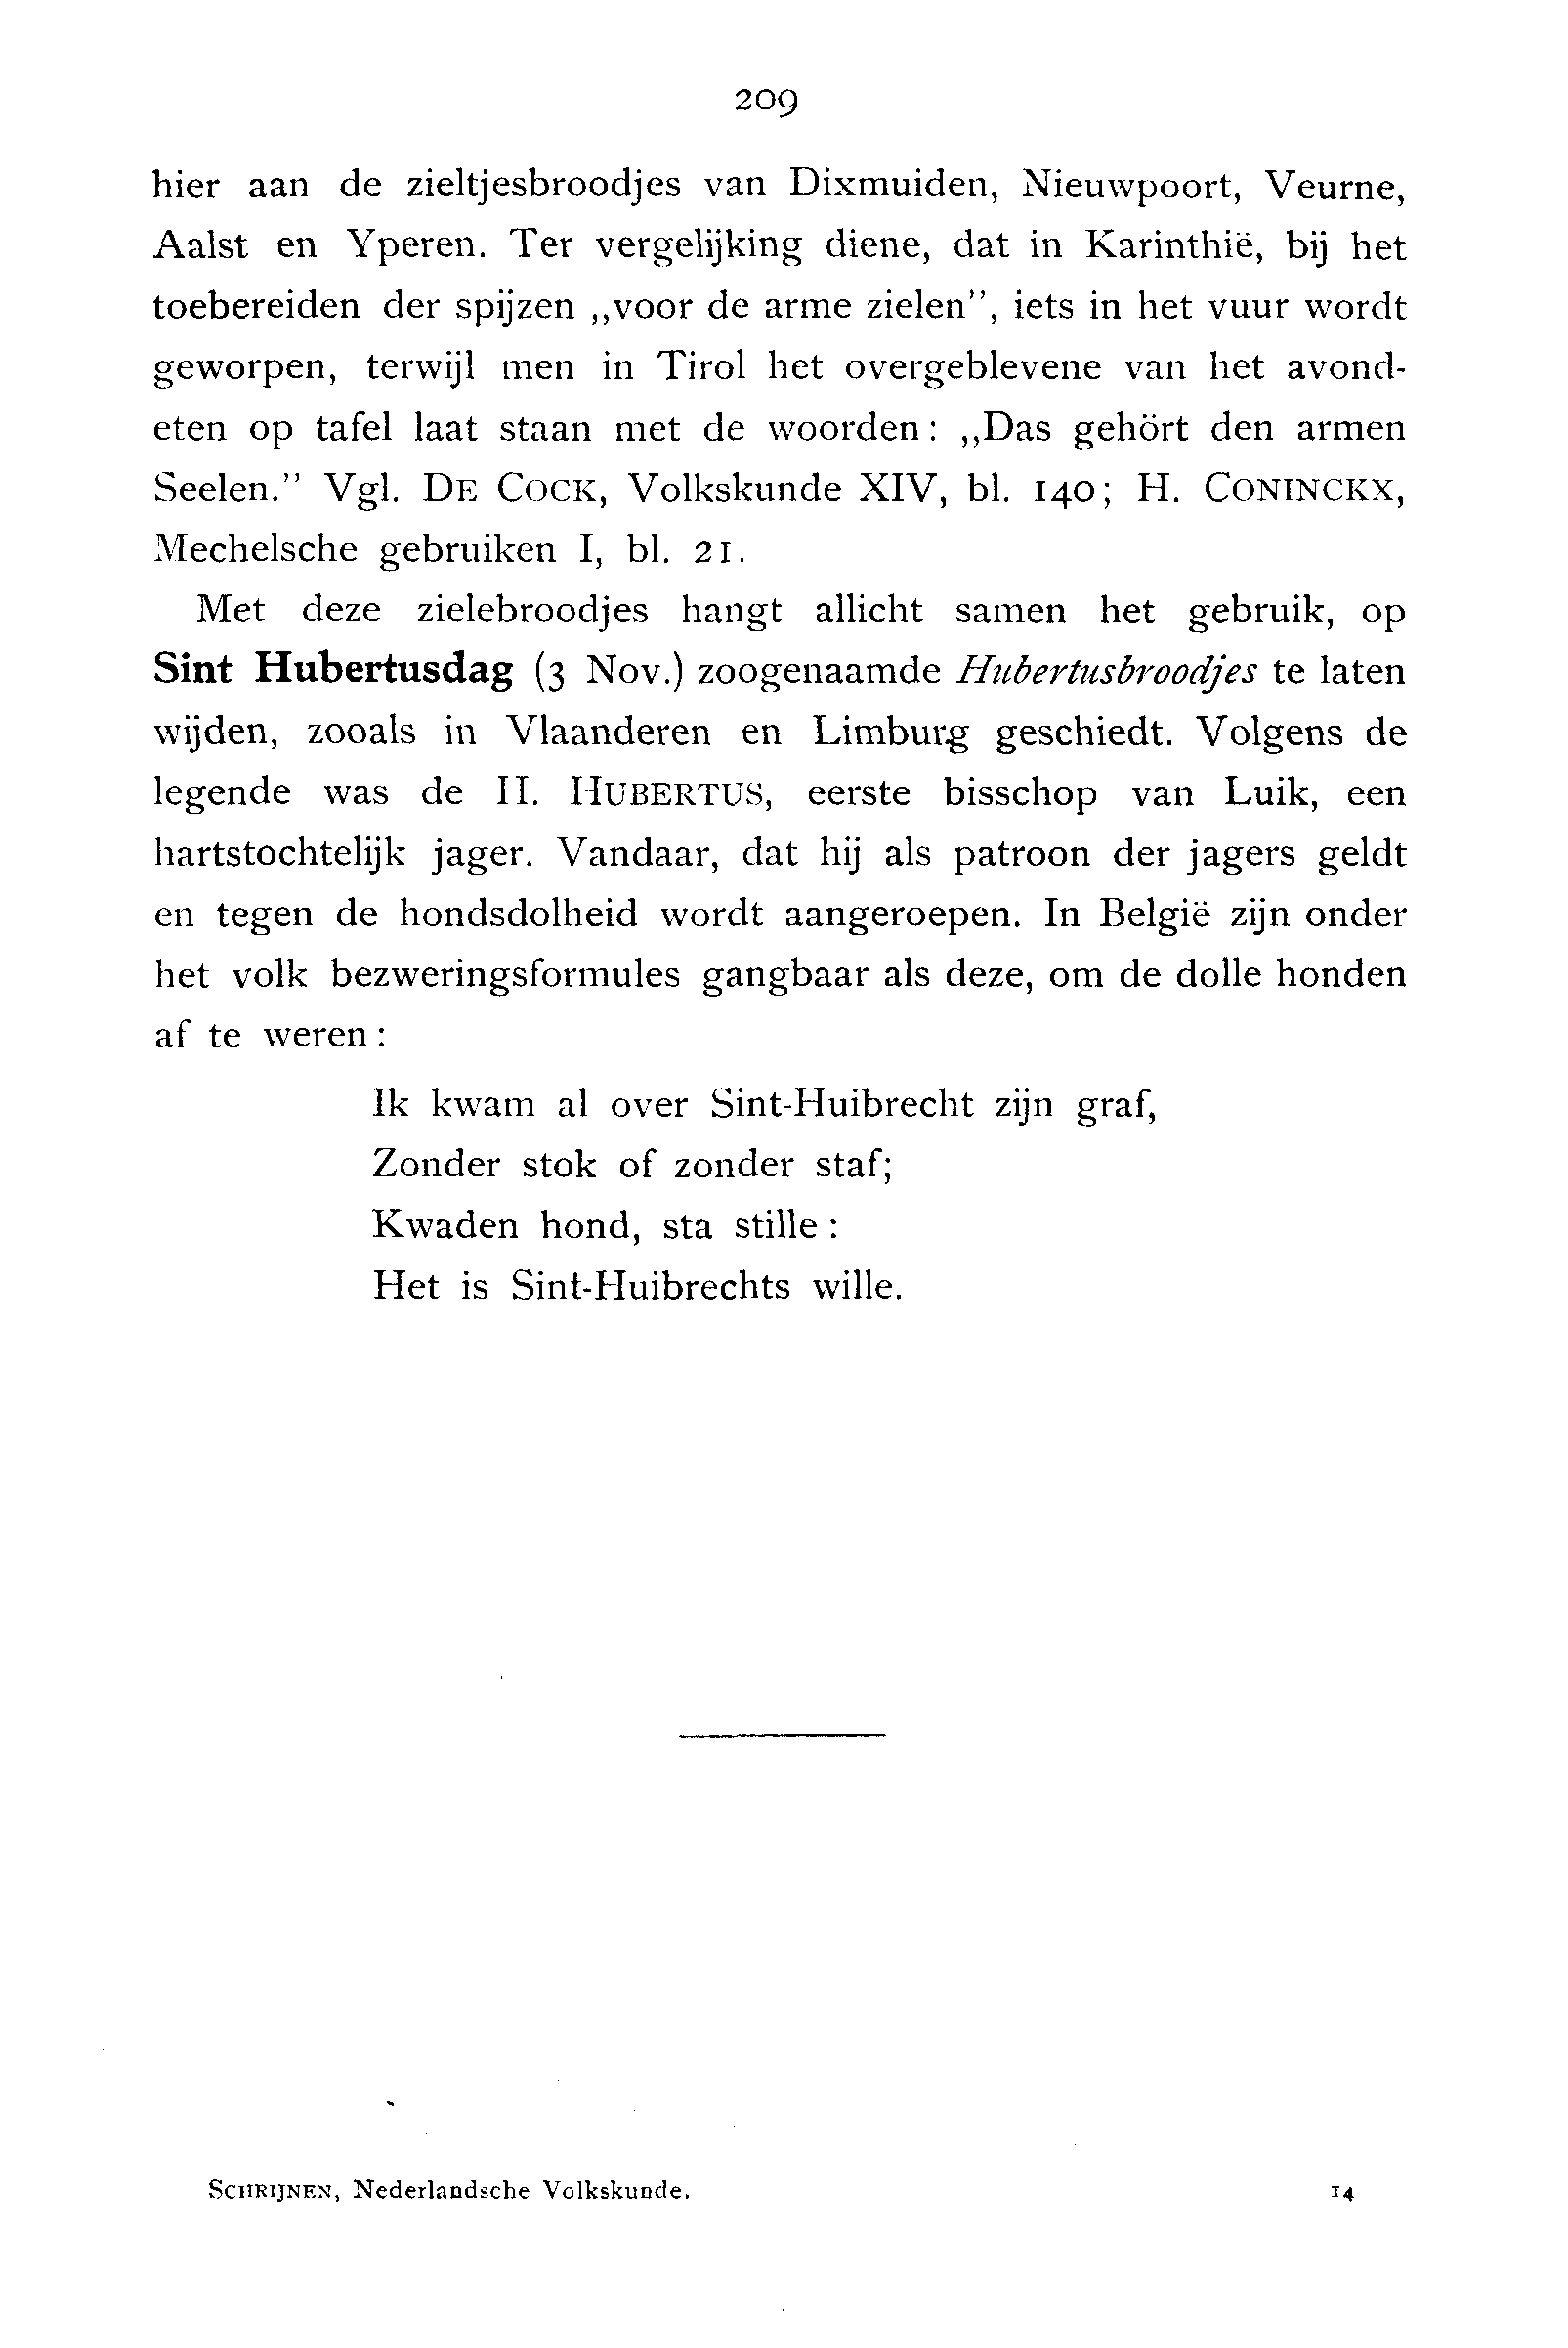 209
hier aan de zieltjesbroodjes van Dixmuiden, Nieuwpoort, Veurne,
Aalst en Yperen. Ter vergelijking diene, dat in Karinthië, bij het
toebereiden der spijzen „voor de arme zielen”, iets in het vuur wordt
geworpen, terwijl men in Tirol het overgeblevene van het avond-
eten op tafel laat staan met de woorden: „Das gehört den armen
Seelen.” Vgl. DE COCK, Volkskunde XIV, bl. 140; H. CONINCKX,
Mechelsche gebruiken I, bl. 21.
Met deze zielebroodjes hangt allicht samen het gebruik, op
Sint Hubertusdag (3 Nov.) zoogenaamde Hubertusbroodjes te laten
wijden, zooals in Vlaanderen en Limburg geschiedt. Volgens de
legende was de H. HUBERTUS, eerste bisschop van Luik, een
hartstochtelijk jager. Vandaar, dat hij als patroon der jagers geldt
en tegen de hondsdolheid wordt aangeroepen. In België zijn onder
het volk bezweringsformules gangbaar als deze, om de dolle honden
af te weren:
Ik kwam al over Sint-Huibrecht zijn graf,
Zonder stok of zonder staf;
Kwaden hond, sta stille:
Het is Sint-Huibrechts wille.
SCHRIJNEN, Nederlandsche Volkskunde. 14